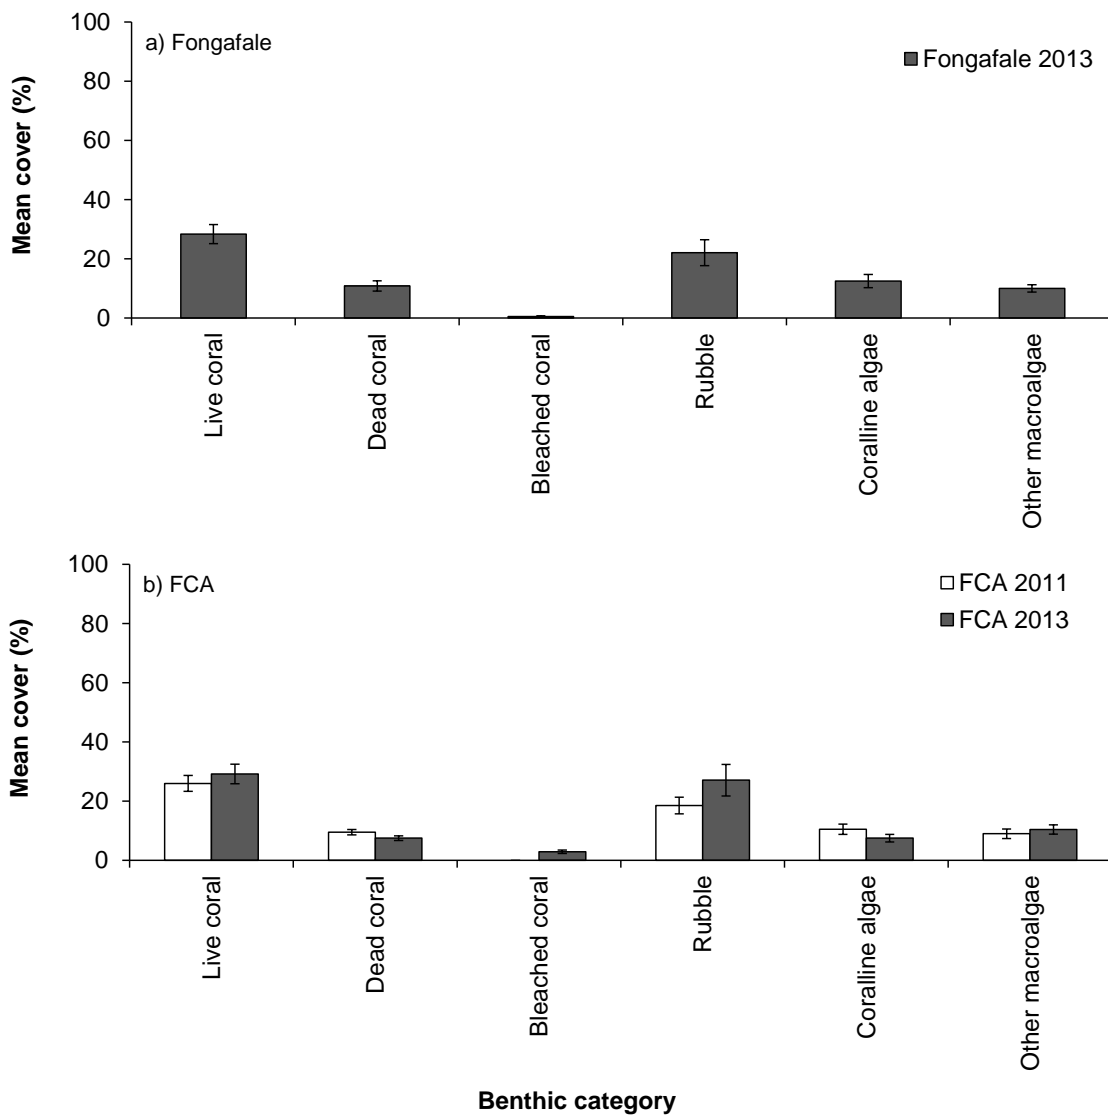 a) Fongafale
Fongafale 2013
Mean cover (%)
100
80
60
40
20
0
Live coral
Dead coral
Bleached coral
Rubble
Coralline algae
Other macroalgae
b) FCA
FCA 2011
FCA 2013
Mean cover (%)
100
80
60
40
20
0
Live coral
Dead coral
Bleached coral
Rubble
Coralline algae
Other macroalgae
Benthic category